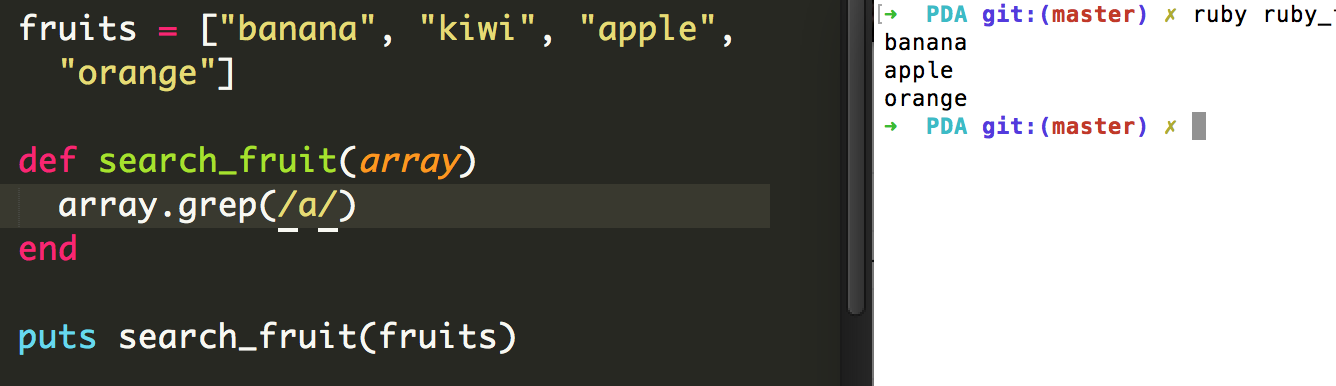 fruits = ["banana", "kiwi", "apple",
"orange"]
def search_fruit(array)
array.grep(/a/)
end
puts search_fruit(fruits)
[➜ PDA git:(master) ✗ ruby ruby_
banana
apple
orange
➜ PDA git:(master) ✗